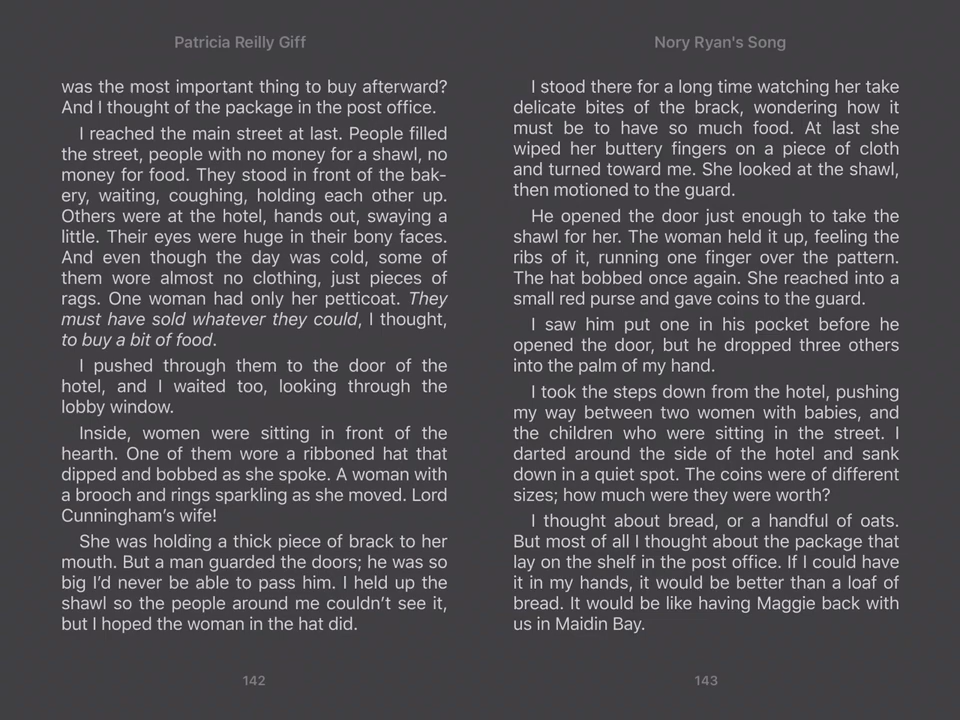 Patricia Reilly Giff
was the most important thing to buy afterward?
And I thought of the package in the post office.
I reached the main street at last. People filled
the street, people with no money for a shawl, no
money for food. They stood in front of the bak-
ery, waiting, coughing, holding each other up.
Others were at the hotel, hands out, swaying a
little. Their eyes were huge in their bony faces.
And even though the day was cold, some of
them wore almost no clothing, just pieces of
rags. One woman had only her petticoat. They
must have sold whatever they could, I thought,
to buy a bit of food.
I pushed through them to the door of the
hotel, and I waited too, looking through the
lobby window.
Inside, women were sitting in front of the
hearth. One of them wore a ribboned hat that
dipped and bobbed as she spoke. A woman with
a brooch and rings sparkling as she moved. Lord
Cunningham’s wife!
She was holding a thick piece of brack to her
mouth. But a man guarded the doors; he was so
big I’d never be able to pass him. I held up the
shawl so the people around me couldn’t see it,
but I hoped the woman in the hat did.
142
Nory Ryan's Song
I stood there for a long time watching her take
delicate bites of the brack, wondering how it
must be to have so much food. At last she
wiped her buttery fingers on a piece of cloth
and turned toward me. She looked at the shawl,
then motioned to the guard.
He opened the door just enough to take the
shawl for her. The woman held it up, feeling the
ribs of it, running one finger over the pattern.
The hat bobbed once again. She reached into a
small red purse and gave coins to the guard.
I saw him put one in his pocket before he
opened the door, but he dropped three others
into the palm of my hand.
I took the steps down from the hotel, pushing
my way between two women with babies, and
the children who were sitting in the street. I
darted around the side of the hotel and sank
down in a quiet spot. The coins were of different
sizes; how much were they were worth?
I thought about bread, or a handful of oats.
But most of all I thought about the package that
lay on the shelf in the post office. If I could have
it in my hands, it would be better than a loaf of
bread. It would be like having Maggie back with
us in Maidin Bay.
143